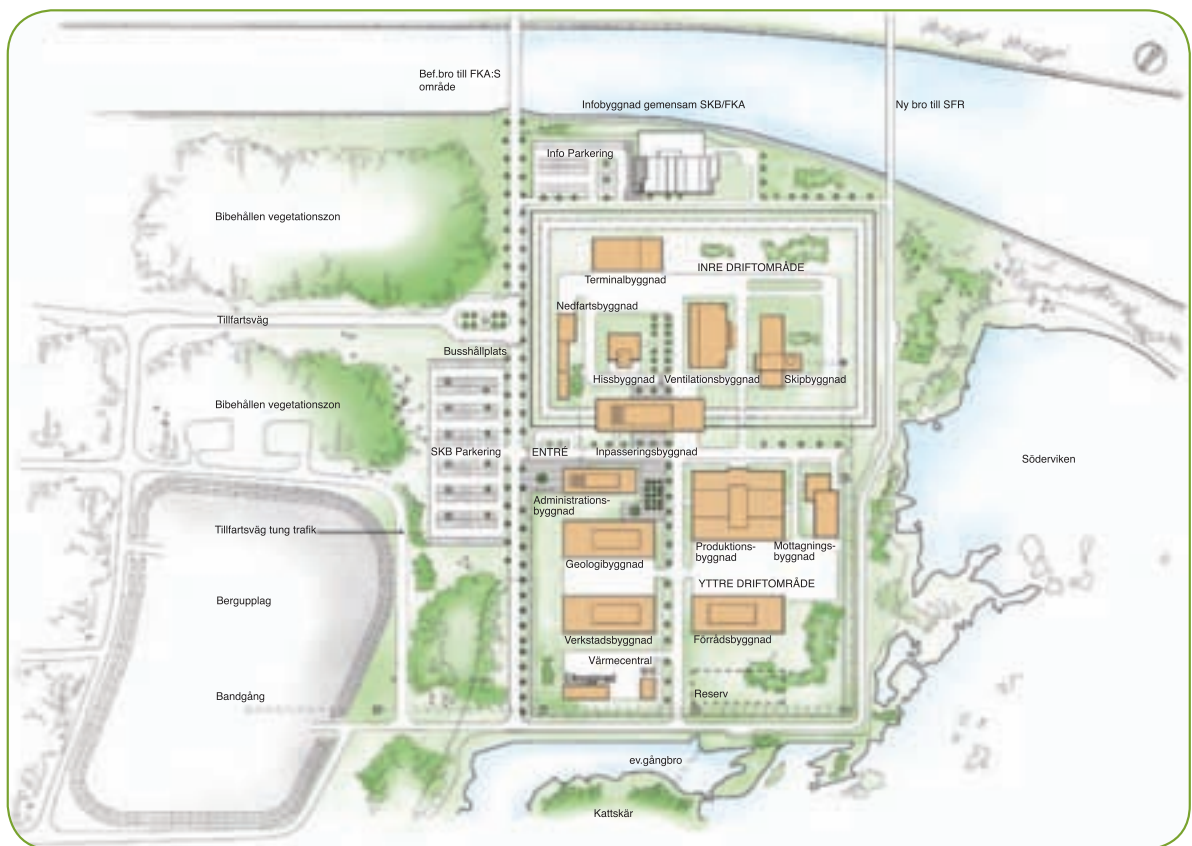 Bef.bro till FKA:S
område
Infobyggnad gemensam SKB/FKA
Ny bro till SFR
Info Parkering
Bibehållen vegetationszon
INRE DRIFTOMRÅDE
Terminalbyggnad
Nedfartsbyggnad
Tillfartsväg
Busshållplats
Hissbyggnad
Ventilationsbyggnad
Skipbyggnad
Bibehållen vegetationszon
SKB Parkering
ENTRÉ
Inpasseringsbyggnad
Söderviken
Administrations-
byggnad
Tillfartsväg tung trafik
Produktions-
byggnad
Mottagnings-
byggnad
Geologibyggnad
YTTRE DRIFTOMRÅDE
Bergupplag
Verkstadsbyggnad
Förrådsbyggnad
Värmecentral
Bandgång
Reserv
ev.gångbro
Kattskär